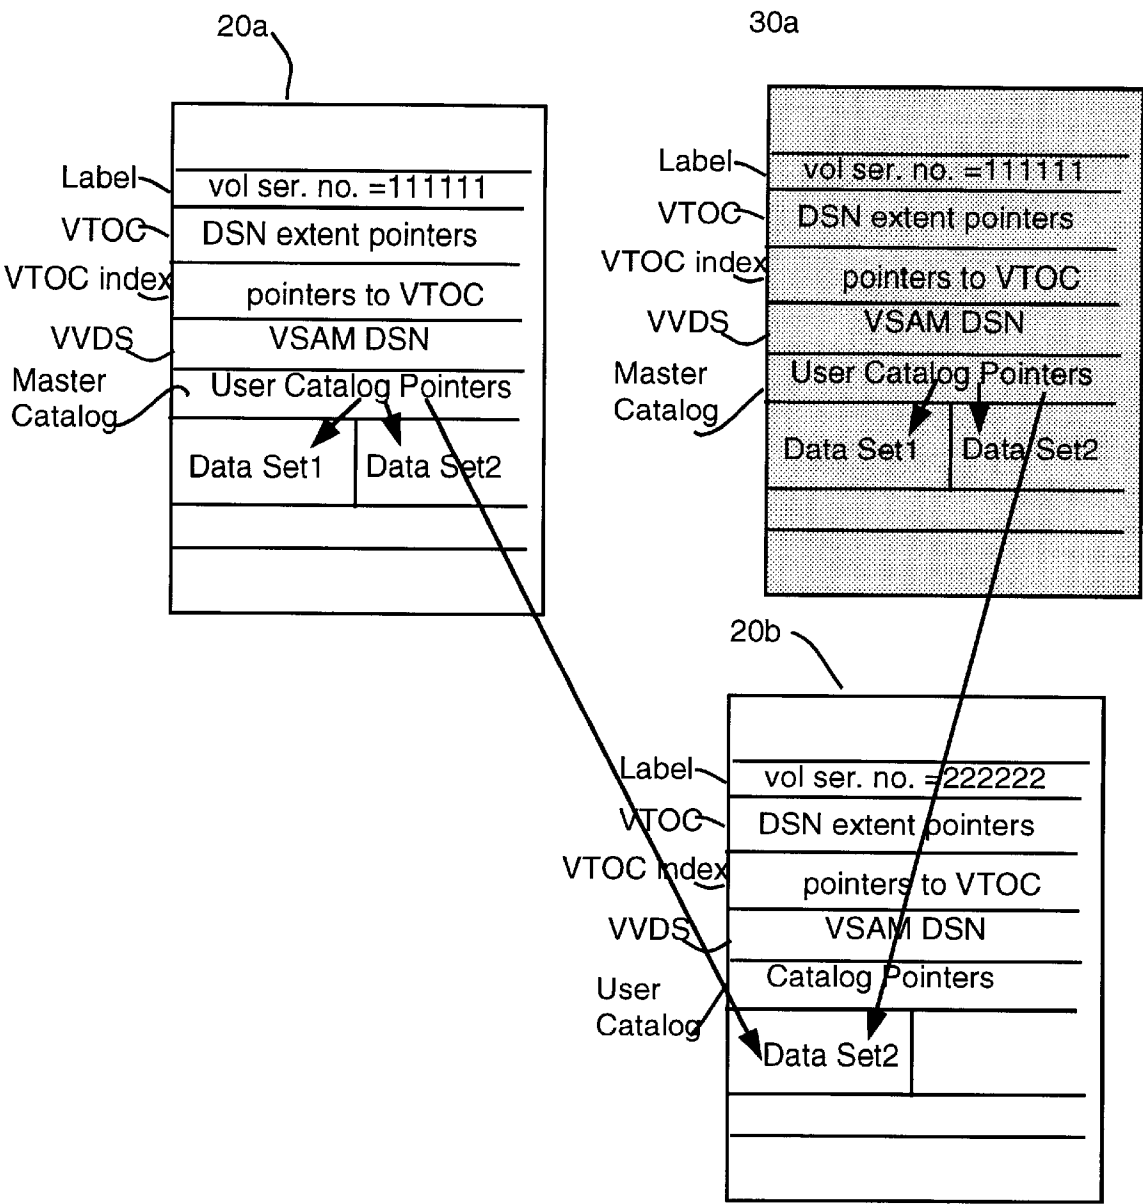 20a
Label
vol ser. no. =111111
VTOC
DSN extent pointers
VTOC index
pointers to VTOC
VVDS
VSAM DSN
Master
Catalog
User Catalog Pointers
Data Set1
Data Set2
30a
Label
vol ser. no. =111111
VTOC
DSN extent pointers
VTOC index
pointers to VTOC
VVDS
VSAM DSN
Master
Catalog
User Catalog Pointers
Data Set1
Data Set2
20b
Label
vol ser. no. =222222
VTOC
DSN extent pointers
VTOC index
pointers to VTOC
VVDS
VSAM DSN
User
Catalog
Catalog Pointers
Data Set2